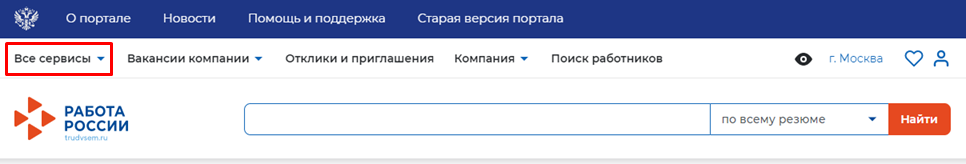 О портале Новости Помощь и поддержка Старая версия портала
Все сервисы Вакансии компании Отклики и приглашения Компания Поиск работников г. Москва
РАБОТА
РОССИИ
trudvsem.ru
по всему резюме Найти